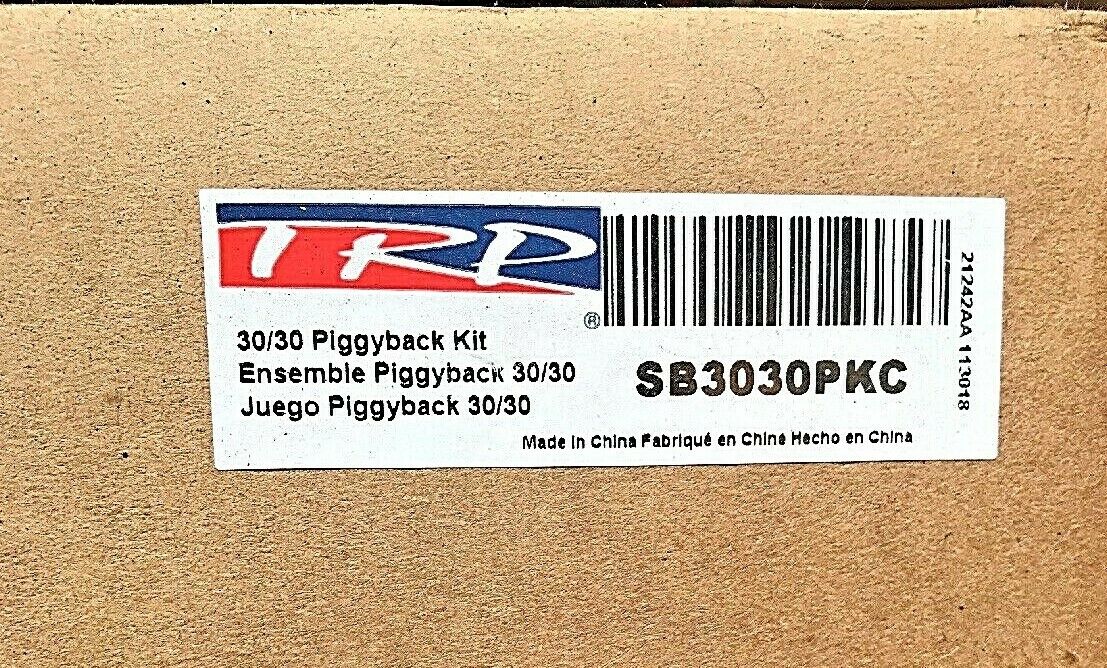 TRP
®
30/30 Piggyback Kit
Ensemble Piggyback 30/30
Juego Piggyback 30/30
SB3030PKC
Made in China Fabriqué en Chine Hecho en China
21242AA 113018